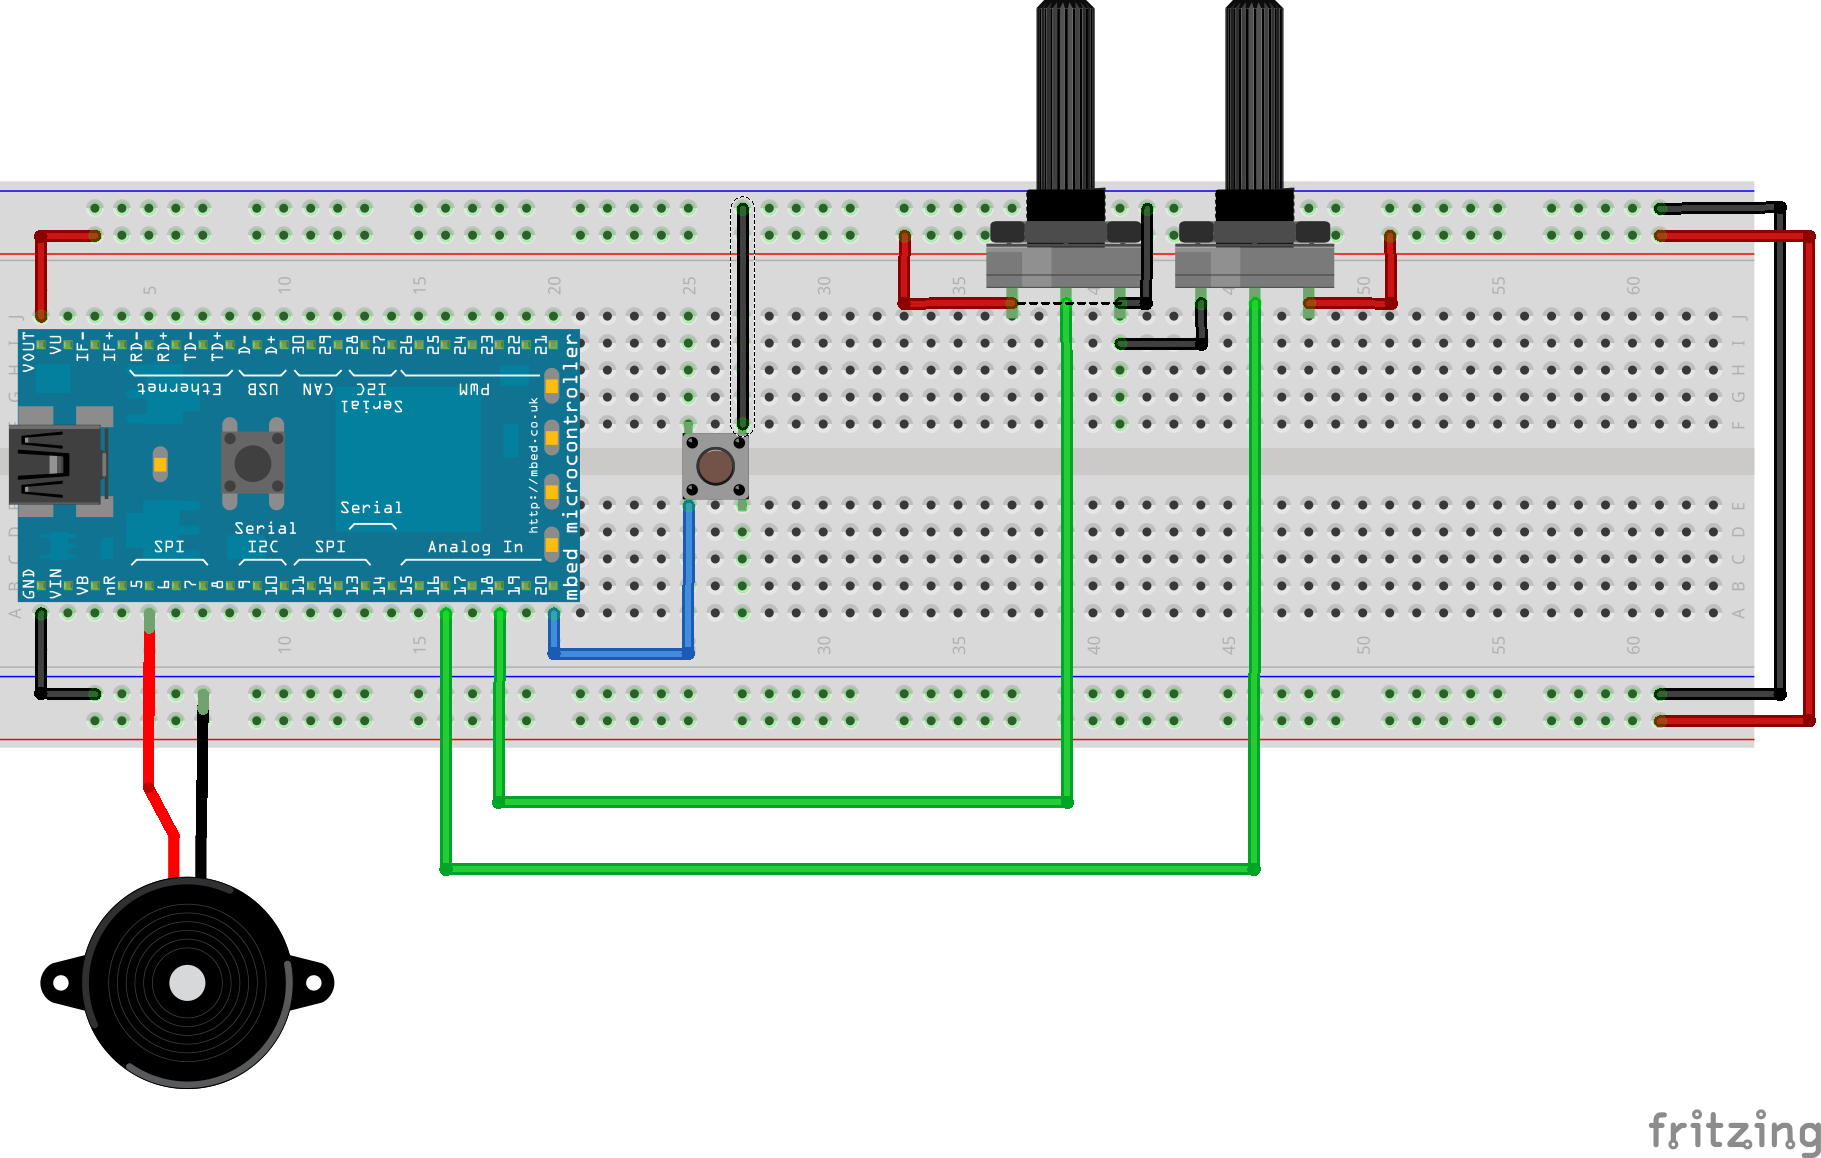 5 10 15 20 25 30 35 40 45 50 55 60
J I H G F
J I H G F
VOUT VU IF- IF+ RD- RD+ TD- TD+ D- D+ 30 29 28 27 26 25 24 23 22 21
Ethernet USB CAN I2C PWM
Serial
http://mbed.co.uk
mbed microcontroller
Serial
Serial
SPI I2C SPI Analog In
GND VIN VB nR 5 6 7 8 9 10 11 12 13 14 15 16 17 18 19 20
E D C B A
E D C B A
10 15 30 35 40 45 50 55 60
fritzing